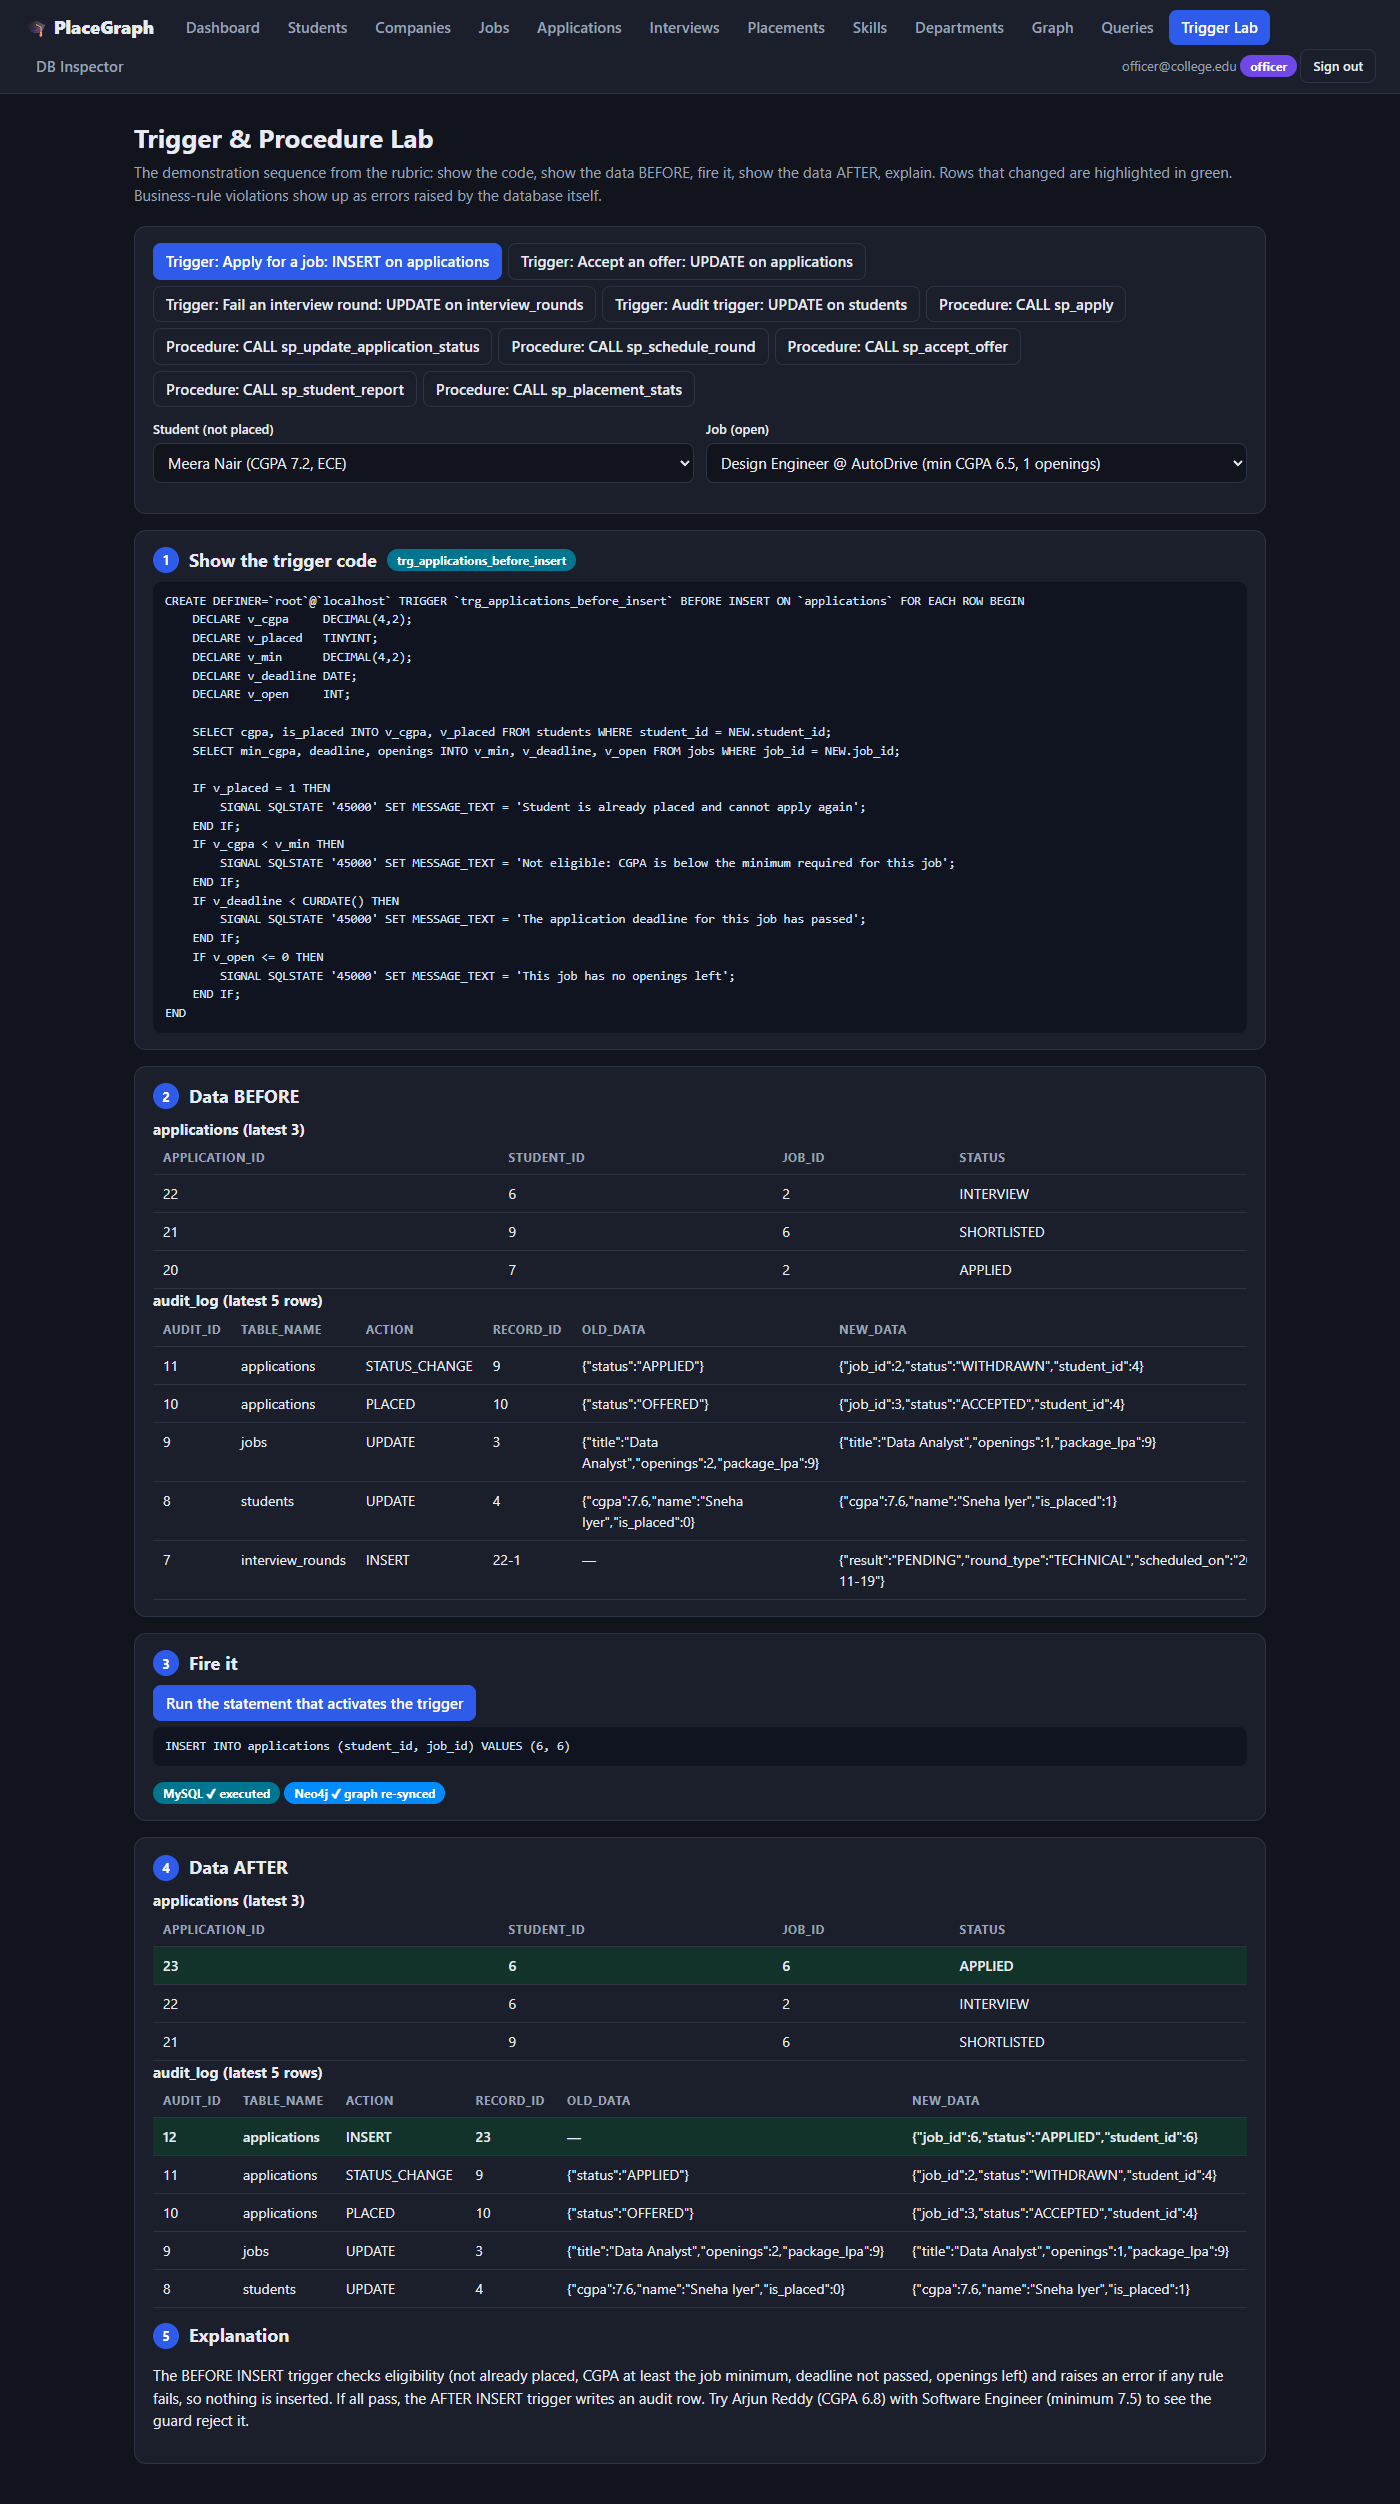 PlaceGraph
Dashboard
Students
Companies
Jobs
Applications
Interviews
Placements
Skills
Departments
Graph
Queries
Trigger Lab
DB Inspector
officer@college.edu officer Sign out
Trigger & Procedure Lab
The demonstration sequence from the rubric: show the code, show the data BEFORE, fire it, show the data AFTER, explain. Rows that changed are highlighted in green.
Business-rule violations show up as errors raised by the database itself.
Trigger: Apply for a job: INSERT on applications
Trigger: Accept an offer: UPDATE on applications
Trigger: Fail an interview round: UPDATE on interview_rounds
Trigger: Audit trigger: UPDATE on students
Procedure: CALL sp_apply
Procedure: CALL sp_update_application_status
Procedure: CALL sp_schedule_round
Procedure: CALL sp_accept_offer
Procedure: CALL sp_student_report
Procedure: CALL sp_placement_stats
Student (not placed)
Meera Nair (CGPA 7.2, ECE)
Job (open)
Design Engineer @ AutoDrive (min CGPA 6.5, 1 openings)
1 Show the trigger code trg_applications_before_insert
CREATE DEFINER=`root`@`localhost` TRIGGER `trg_applications_before_insert` BEFORE INSERT ON `applications` FOR EACH ROW BEGIN
DECLARE v_cgpa DECIMAL(4,2);
DECLARE v_placed TINYINT;
DECLARE v_min DECIMAL(4,2);
DECLARE v_deadline DATE;
DECLARE v_open INT;
SELECT cgpa, is_placed INTO v_cgpa, v_placed FROM students WHERE student_id = NEW.student_id;
SELECT min_cgpa, deadline, openings INTO v_min, v_deadline, v_open FROM jobs WHERE job_id = NEW.job_id;
IF v_placed = 1 THEN
SIGNAL SQLSTATE '45000' SET MESSAGE_TEXT = 'Student is already placed and cannot apply again';
END IF;
IF v_cgpa < v_min THEN
SIGNAL SQLSTATE '45000' SET MESSAGE_TEXT = 'Not eligible: CGPA is below the minimum required for this job';
END IF;
IF v_deadline < CURDATE() THEN
SIGNAL SQLSTATE '45000' SET MESSAGE_TEXT = 'The application deadline for this job has passed';
END IF;
IF v_open <= 0 THEN
SIGNAL SQLSTATE '45000' SET MESSAGE_TEXT = 'This job has no openings left';
END IF;
END
2 Data BEFORE
applications (latest 3)
APPLICATION_ID STUDENT_ID JOB_ID STATUS
22 6 2 INTERVIEW
21 9 6 SHORTLISTED
20 7 2 APPLIED
audit_log (latest 5 rows)
AUDIT_ID TABLE_NAME ACTION RECORD_ID OLD_DATA NEW_DATA
11 applications STATUS_CHANGE 9 {"status":"APPLIED"} {"job_id":2,"status":"WITHDRAWN","student_id":4}
10 applications PLACED 10 {"status":"OFFERED"} {"job_id":3,"status":"ACCEPTED","student_id":4}
9 jobs UPDATE 3 {"title":"Data {"title":"Data Analyst","openings":1,"package_lpa":9}
Analyst","openings":2,"package_lpa":9}
8 students UPDATE 4 {"cgpa":7.6,"name":"Sneha {"cgpa":7.6,"name":"Sneha Iyer","is_placed":1}
Iyer","is_placed":0}
7 interview_rounds INSERT 22-1 — {"result":"PENDING","round_type":"TECHNICAL","scheduled_on":"2
11-19"}
3 Fire it
Run the statement that activates the trigger
INSERT INTO applications (student_id, job_id) VALUES (6, 6)
MySQL ✓ executed Neo4j ✓ graph re-synced
4 Data AFTER
applications (latest 3)
APPLICATION_ID STUDENT_ID JOB_ID STATUS
23 6 6 APPLIED
22 6 2 INTERVIEW
21 9 6 SHORTLISTED
audit_log (latest 5 rows)
AUDIT_ID TABLE_NAME ACTION RECORD_ID OLD_DATA NEW_DATA
12 applications INSERT 23 — {"job_id":6,"status":"APPLIED","student_id":6}
11 applications STATUS_CHANGE 9 {"status":"APPLIED"} {"job_id":2,"status":"WITHDRAWN","student_id":4}
10 applications PLACED 10 {"status":"OFFERED"} {"job_id":3,"status":"ACCEPTED","student_id":4}
9 jobs UPDATE 3 {"title":"Data Analyst","openings":2,"package_lpa":9} {"title":"Data Analyst","openings":1,"package_lpa":9}
8 students UPDATE 4 {"cgpa":7.6,"name":"Sneha Iyer","is_placed":0} {"cgpa":7.6,"name":"Sneha Iyer","is_placed":1}
5 Explanation
The BEFORE INSERT trigger checks eligibility (not already placed, CGPA at least the job minimum, deadline not passed, openings left) and raises an error if any rule
fails, so nothing is inserted. If all pass, the AFTER INSERT trigger writes an audit row. Try Arjun Reddy (CGPA 6.8) with Software Engineer (minimum 7.5) to see the
guard reject it.